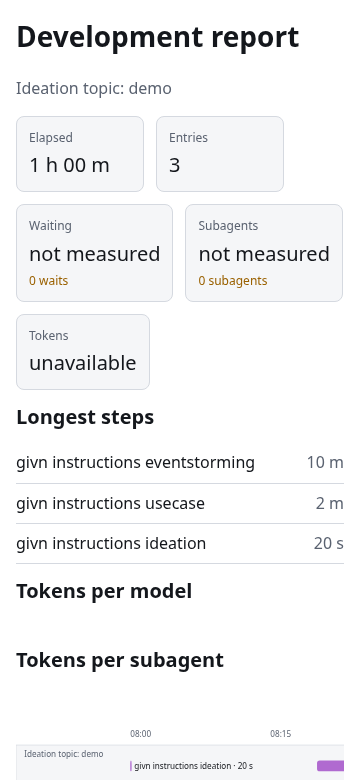 Development report
Ideation topic: demo
Elapsed
1 h 00 m
Entries
3
Waiting
not measured
0 waits
Subagents
not measured
0 subagents
Tokens
unavailable
Longest steps
givn instructions eventstorming 10 m
givn instructions usecase 2 m
givn instructions ideation 20 s
Tokens per model
Tokens per subagent
08:00 08:15
Ideation topic: demo
givn instructions ideation · 20 s